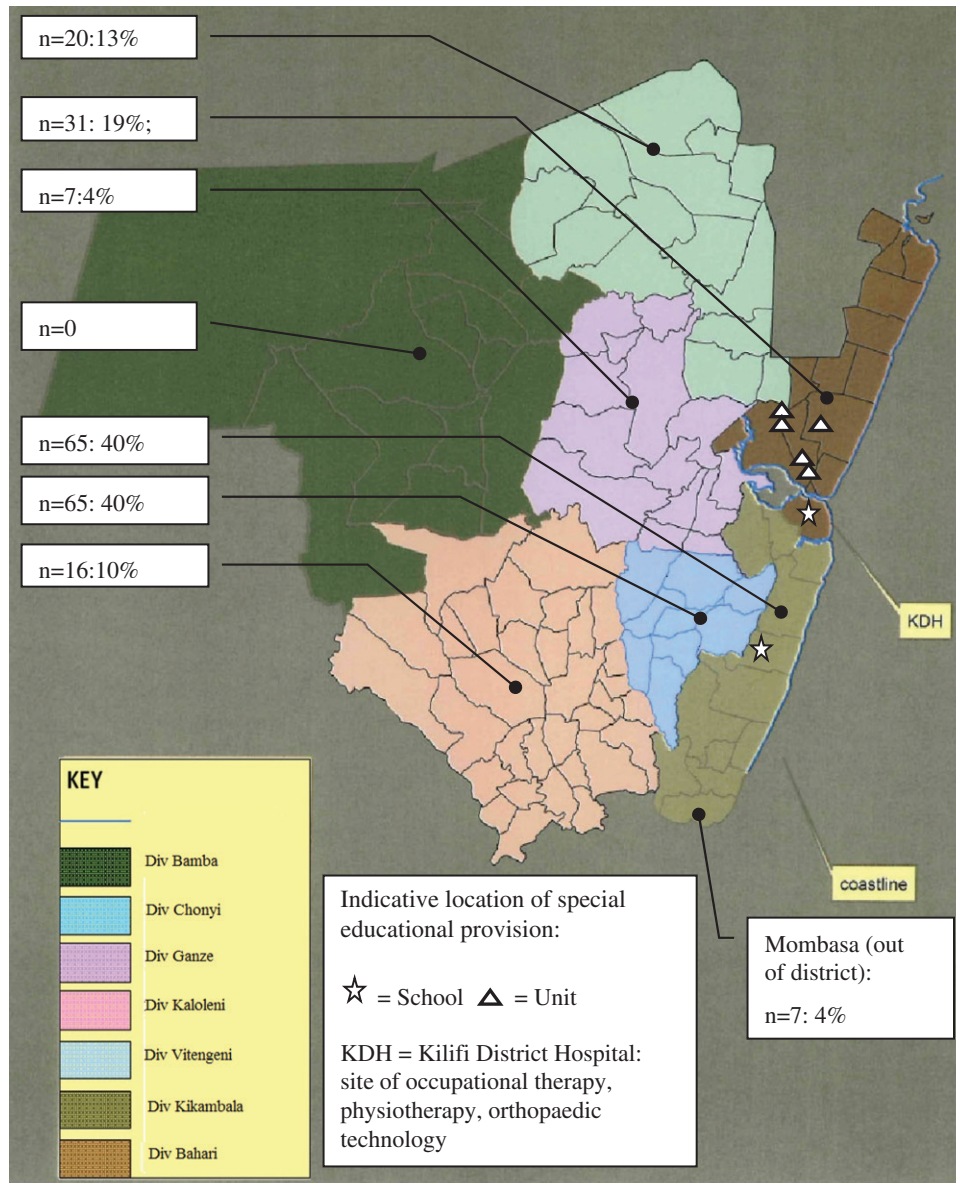 n=20:13%
n=31: 19%;
n=7:4%
n=0
n=65: 40%
n=65: 40%
n=16:10%
KDH
coastline
KEY
Div Bamba
Div Chonyi
Div Ganze
Div Kaloleni
Div Vitengeni
Div Kikambala
Div Bahari
Indicative location of special
educational provision:
☆ = School △ = Unit
KDH = Kilifi District Hospital:
site of occupational therapy,
physiotherapy, orthopaedic
technology
Mombasa (out
of district):
n=7: 4%